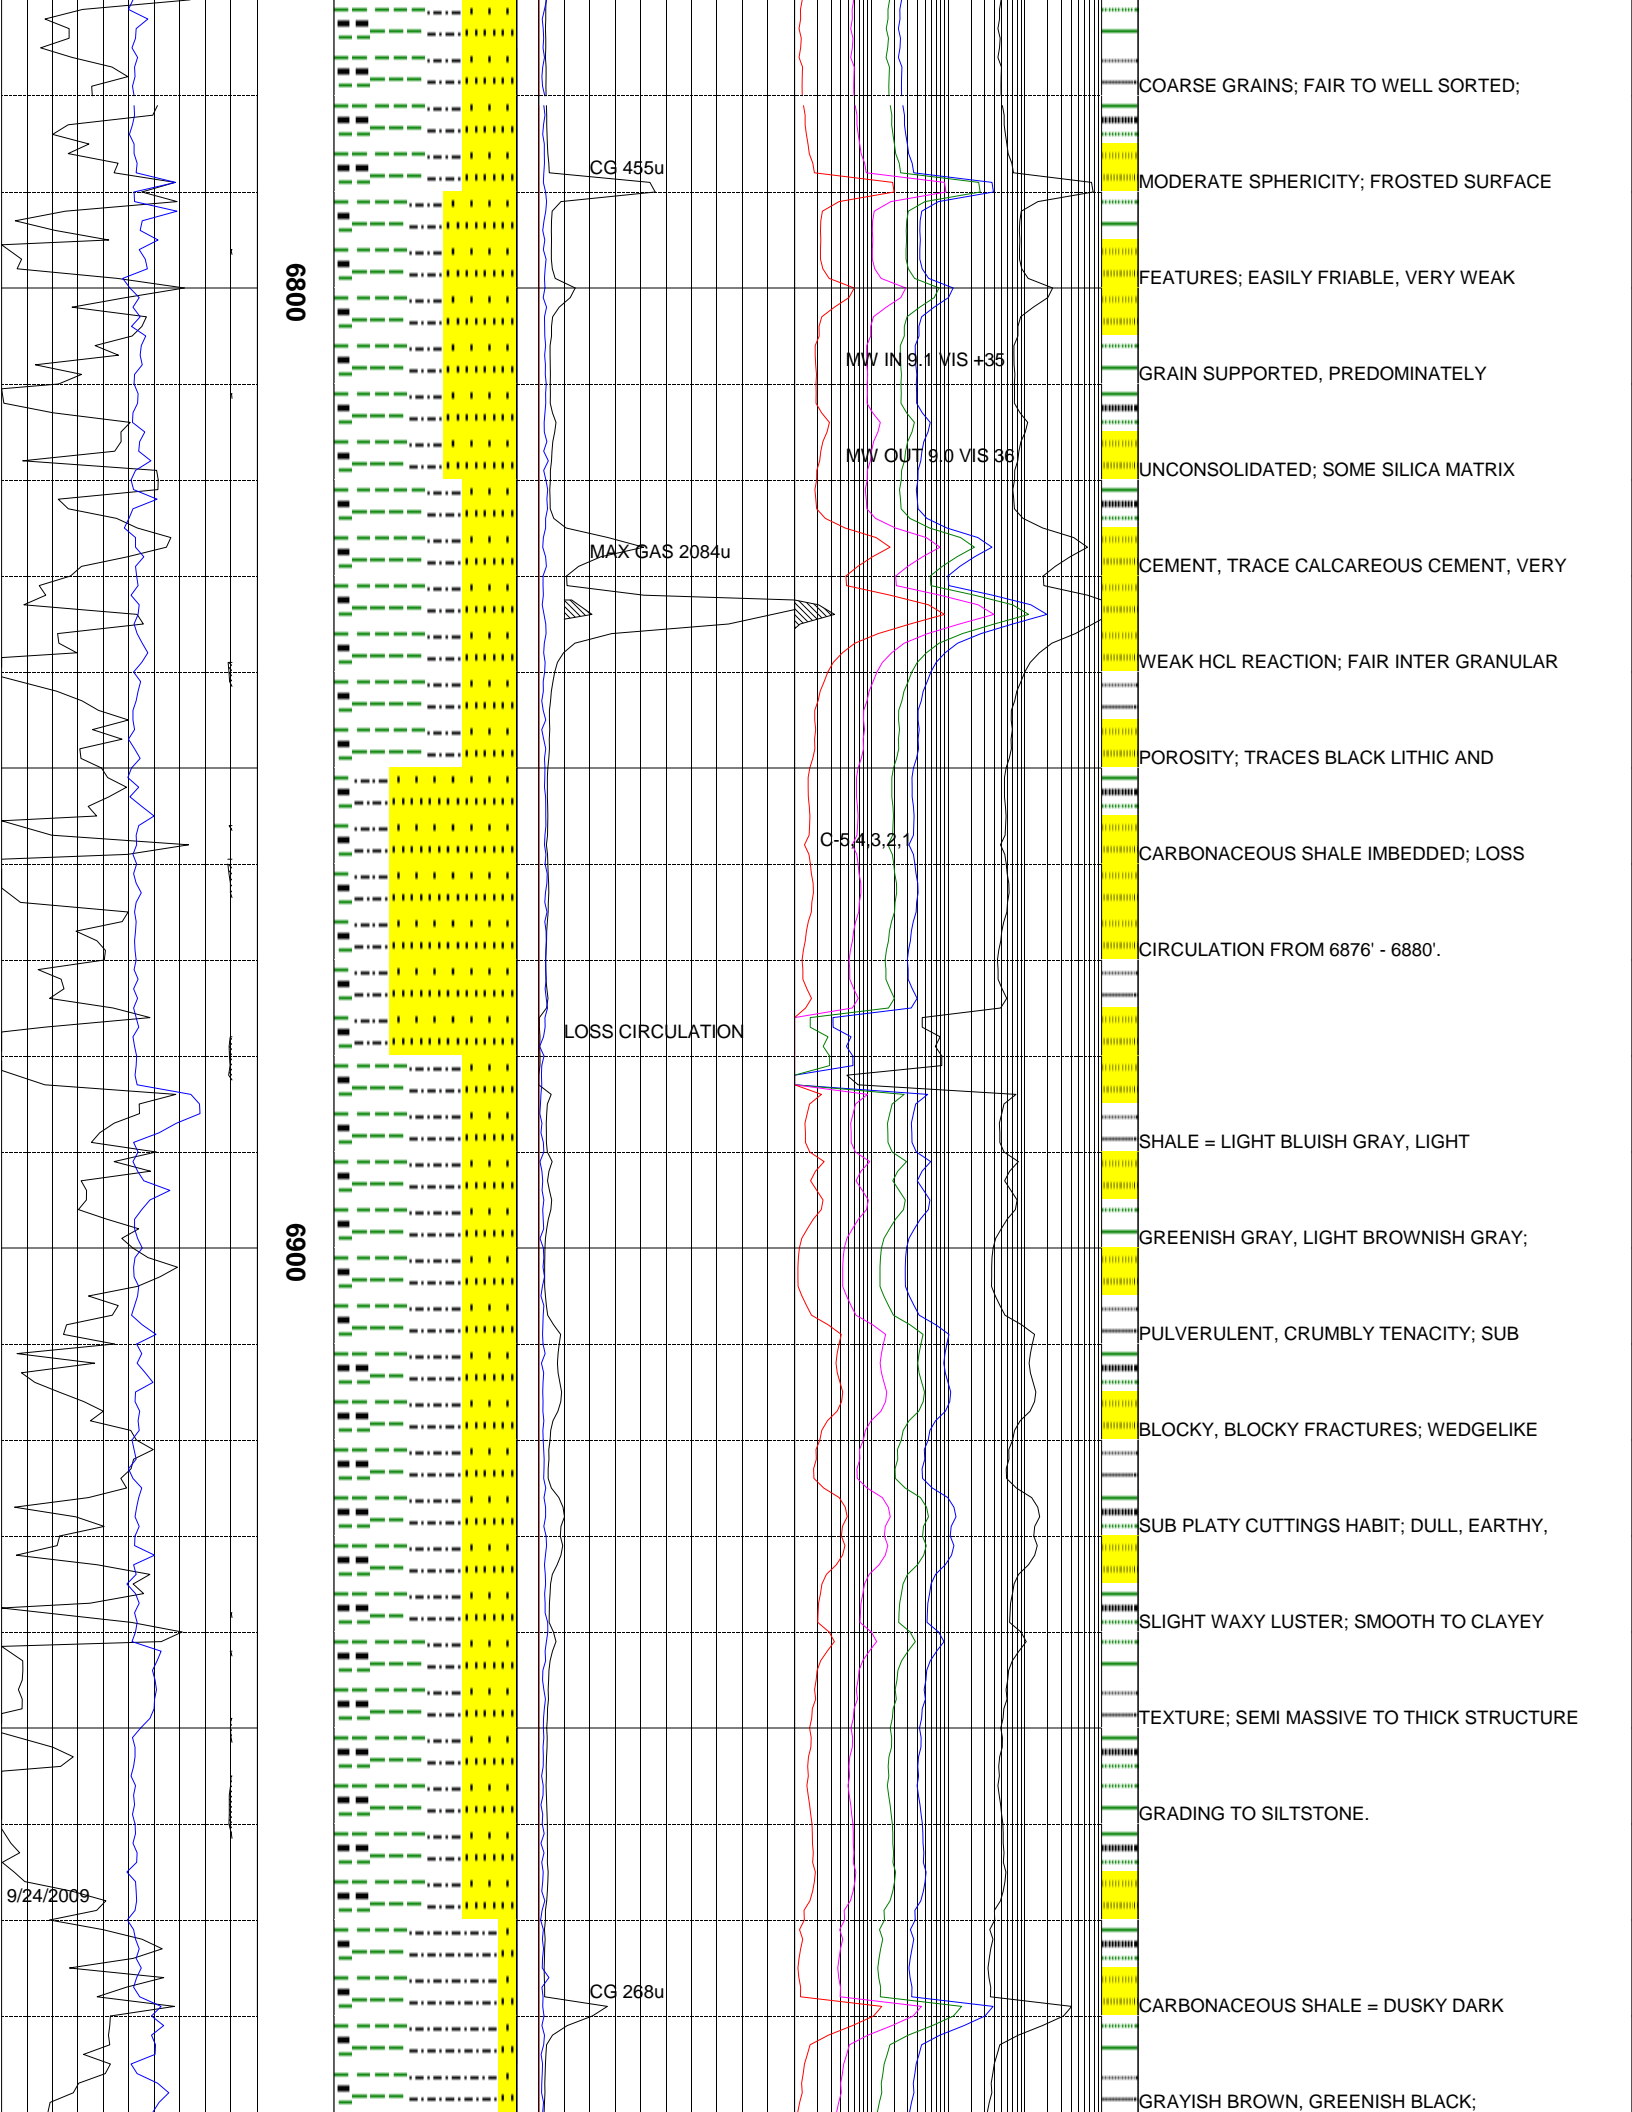 COARSE GRAINS; FAIR TO WELL SORTED;
CG 455u
MODERATE SPHERICITY; FROSTED SURFACE
6800
FEATURES; EASILY FRIABLE, VERY WEAK
MW IN 9.1 VIS +35
GRAIN SUPPORTED, PREDOMINATELY
MW OUT 9.0 VIS 36
UNCONSOLIDATED; SOME SILICA MATRIX
MAX GAS 2084u
CEMENT, TRACE CALCAREOUS CEMENT, VERY
WEAK HCL REACTION; FAIR INTER GRANULAR
POROSITY; TRACES BLACK LITHIC AND
C-5,4,3,2,1
CARBONACEOUS SHALE IMBEDDED; LOSS
CIRCULATION FROM 6876' - 6880'.
LOSS CIRCULATION
SHALE = LIGHT BLUISH GRAY, LIGHT
6900
GREENISH GRAY, LIGHT BROWNISH GRAY;
PULVERULENT, CRUMBLY TENACITY; SUB
BLOCKY, BLOCKY FRACTURES; WEDGELIKE
SUB PLATY CUTTINGS HABIT; DULL, EARTHY,
SLIGHT WAXY LUSTER; SMOOTH TO CLAYEY
TEXTURE; SEMI MASSIVE TO THICK STRUCTURE
GRADING TO SILTSTONE.
9/24/2009
CG 268u
CARBONACEOUS SHALE = DUSKY DARK
GRAYISH BROWN, GREENISH BLACK;